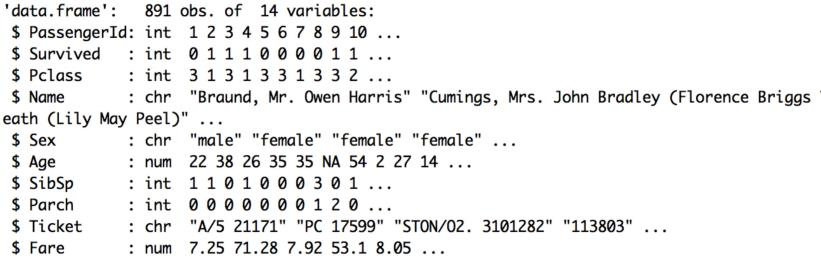 'data.frame':   891 obs. of  14 variables:
 $ PassengerId: int  1 2 3 4 5 6 7 8 9 10 ...
 $ Survived   : int  0 1 1 1 0 0 0 0 1 1 ...
 $ Pclass     : int  3 1 3 1 3 3 1 3 3 2 ...
 $ Name       : chr  "Braund, Mr. Owen Harris" "Cumings, Mrs. John Bradley (Florence Briggs
eath (Lily May Peel)" ...
 $ Sex        : chr  "male" "female" "female" "female" ...
 $ Age        : num  22 38 26 35 35 NA 54 2 27 14 ...
 $ SibSp      : int  1 1 0 1 0 0 0 3 0 1 ...
 $ Parch      : int  0 0 0 0 0 0 0 1 2 0 ...
 $ Ticket     : chr  "A/5 21171" "PC 17599" "STON/O2. 3101282" "113803" ...
 $ Fare       : num  7.25 71.28 7.92 53.1 8.05 ...